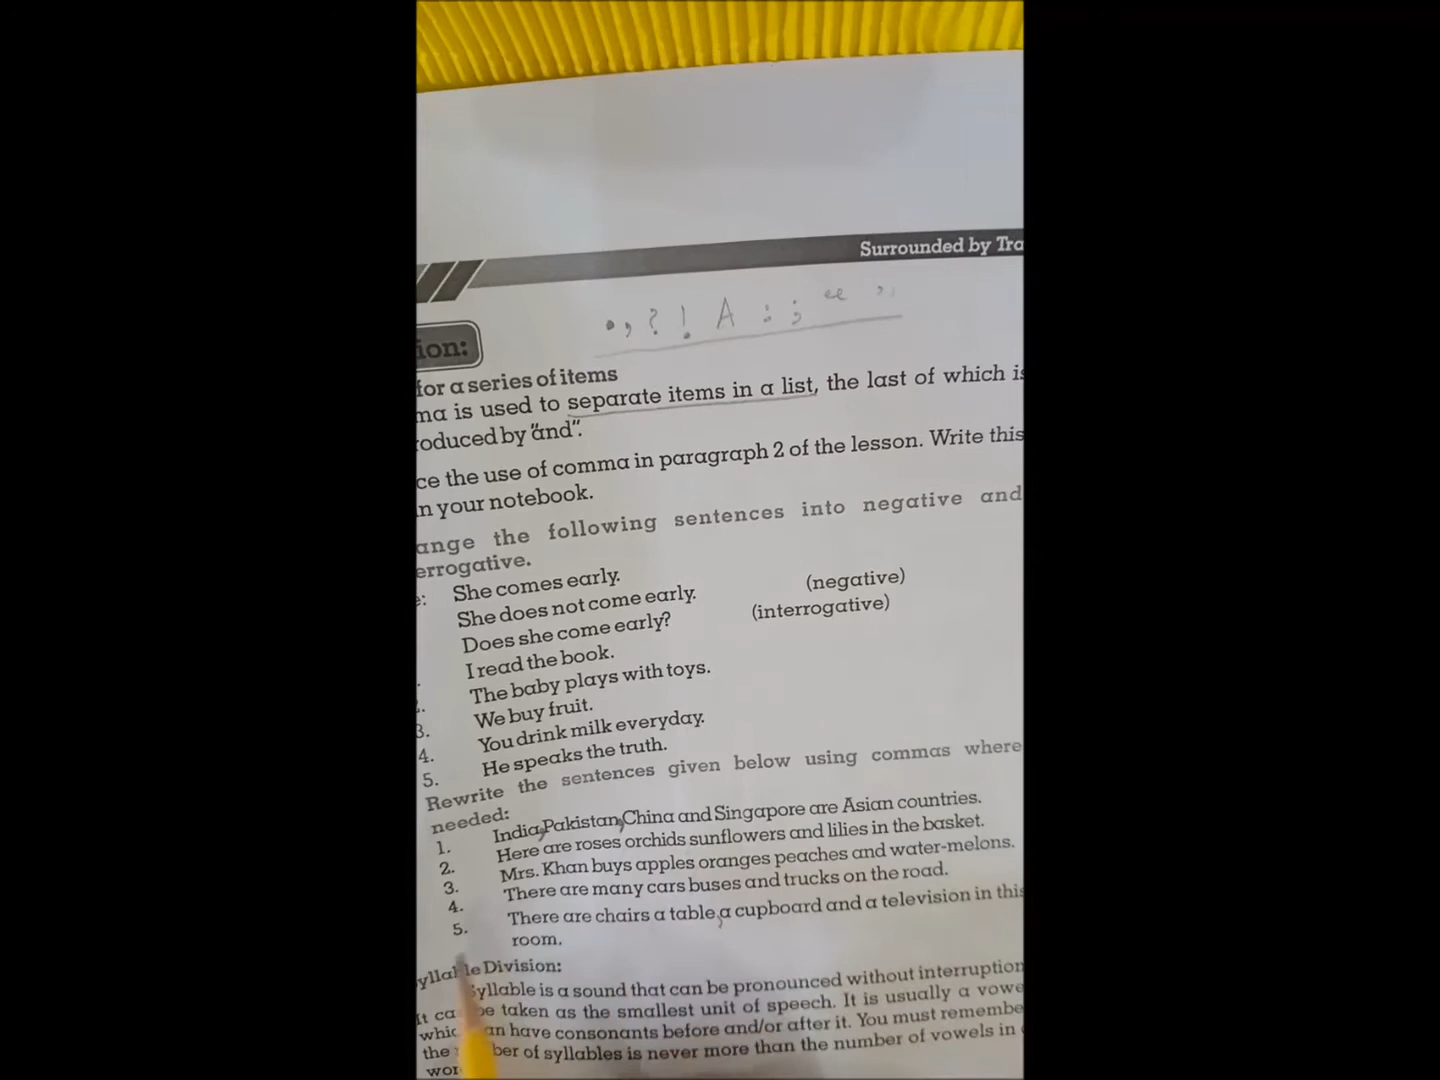 Surrounded by Tra
., ? ! A : ; “ ,
ion:
for a series of items
ma is used to separate items in a list, the last of which is
roduced by "and".
ce the use of comma in paragraph 2 of the lesson. Write this
n your notebook.
ange the following sentences into negative and
errogative.
e: She comes early.
She does not come early. (negative)
Does she come early? (interrogative)
. I read the book.
2. The baby plays with toys.
3. We buy fruit.
4. You drink milk everyday.
5. He speaks the truth.
Rewrite the sentences given below using commas where
needed:
1. India, Pakistan, China and Singapore are Asian countries.
2. Here are roses orchids sunflowers and lilies in the basket.
3. Mrs. Khan buys apples oranges peaches and water-melons.
4. There are many cars buses and trucks on the road.
5. There are chairs a table, a cupboard and a television in this
room.
yllable Division:
Syllable is a sound that can be pronounced without interruption
It ca be taken as the smallest unit of speech. It is usually a vowe
whic an have consonants before and/or after it. You must remembe
the ber of syllables is never more than the number of vowels in
wor